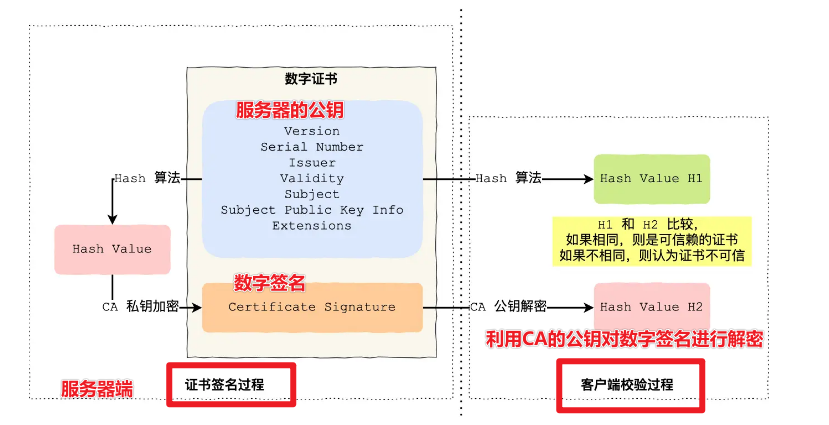 数字证书
服务器的公钥
Version
Serial Number
Issuer
Validity
Subject
Subject Public Key Info
Extensions
Hash 算法
Hash Value
CA 私钥加密
数字签名
Certificate Signature
服务器端
证书签名过程
Hash 算法
Hash Value H1
H1 和 H2 比较,
如果相同，则是可信赖的证书
如果不相同，则认为证书不可信
CA 公钥解密
Hash Value H2
利用CA的公钥对数字签名进行解密
客户端校验过程